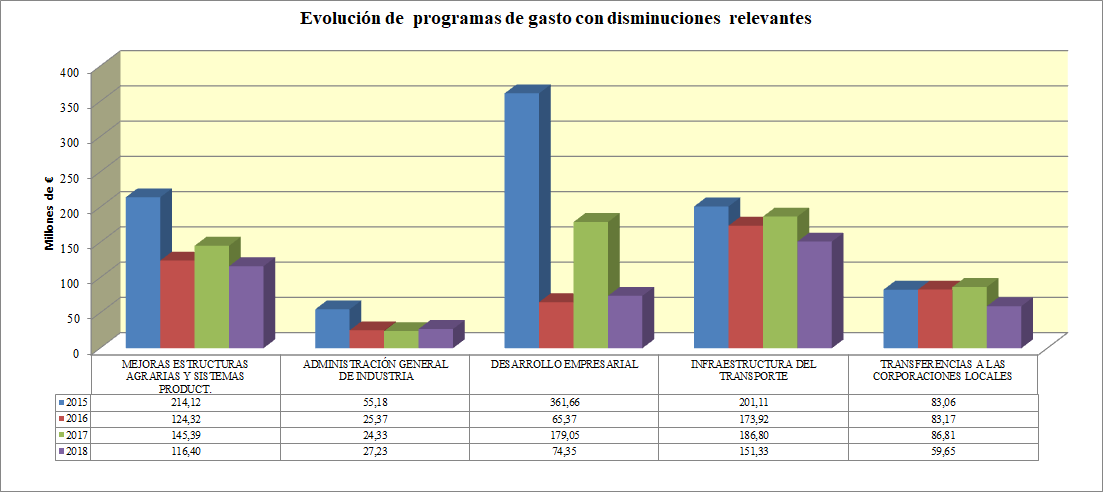 Evolución de programas de gasto con disminuciones relevantes
Millones de €
400
350
300
250
200
150
100
50
0
MEJORAS ESTRUCTURAS AGRARIAS Y SISTEMAS PRODUCT. ADMINISTRACIÓN GENERAL DE INDUSTRIA DESARROLLO EMPRESARIAL INFRAESTRUCTURA DEL TRANSPORTE TRANSFERENCIAS A LAS CORPORACIONES LOCALES
2015 214,12 55,18 361,66 201,11 83,06
2016 124,32 25,37 65,37 173,92 83,17
2017 145,39 24,33 179,05 186,80 86,81
2018 116,40 27,23 74,35 151,33 59,65